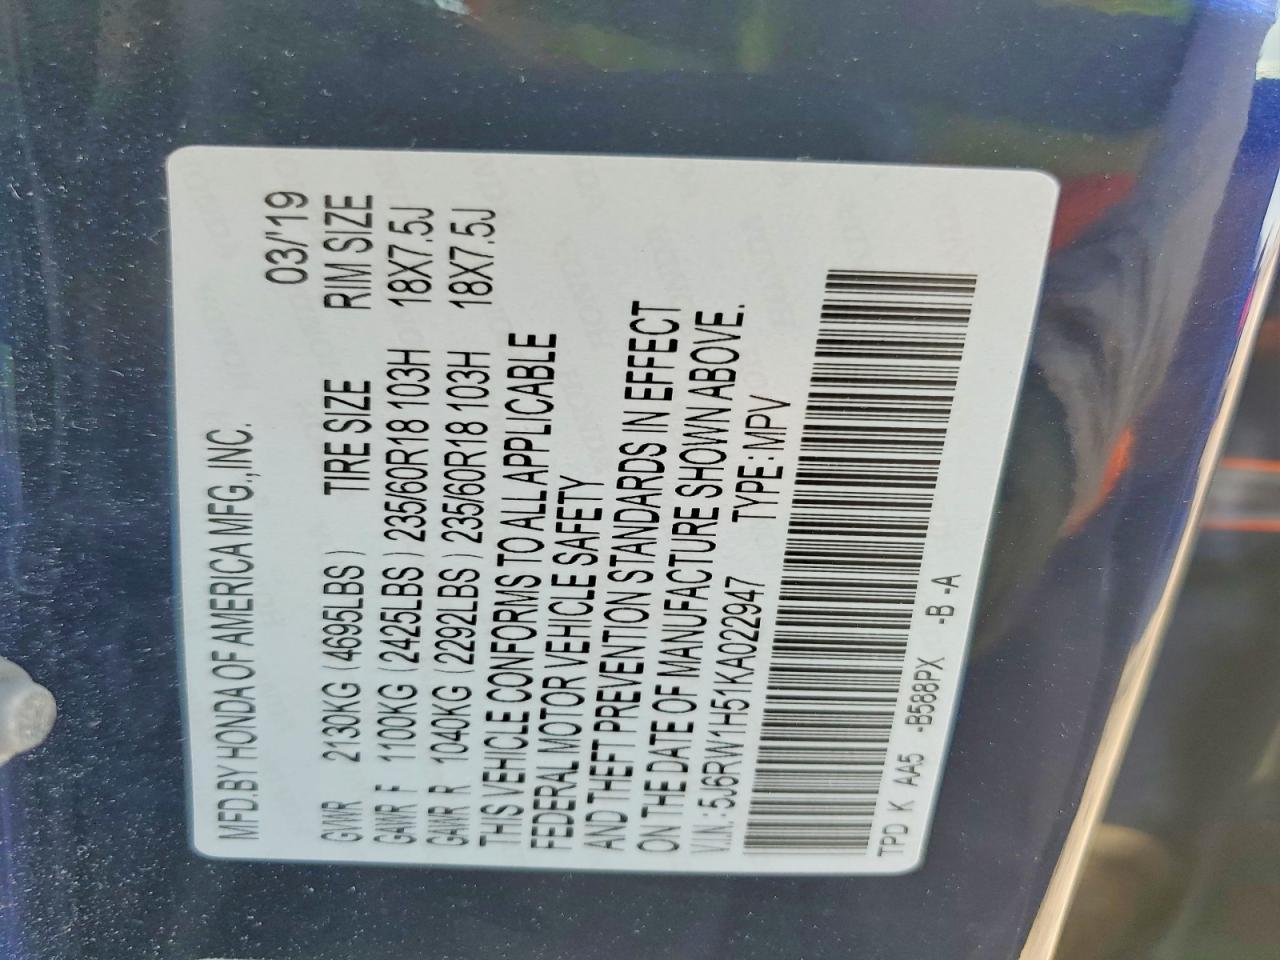 MFD.BY HONDA OF AMERICA MFG.,INC.
03/'19
GVWR 2130KG (4695LBS) TIRE SIZE RIM SIZE
GAWR F 1100KG (2425LBS) 235/60R18 103H 18X7.5J
GAWR R 1040KG (2292LBS) 235/60R18 103H 18X7.5J
THIS VEHICLE CONFORMS TO ALL APPLICABLE
FEDERAL MOTOR VEHICLE SAFETY
AND THEFT PREVENTION STANDARDS IN EFFECT
ON THE DATE OF MANUFACTURE SHOWN ABOVE.
V.I.N.: 5J6RW1H51KA022947 TYPE: MPV
TPD K AA5 -B588PX -B -A